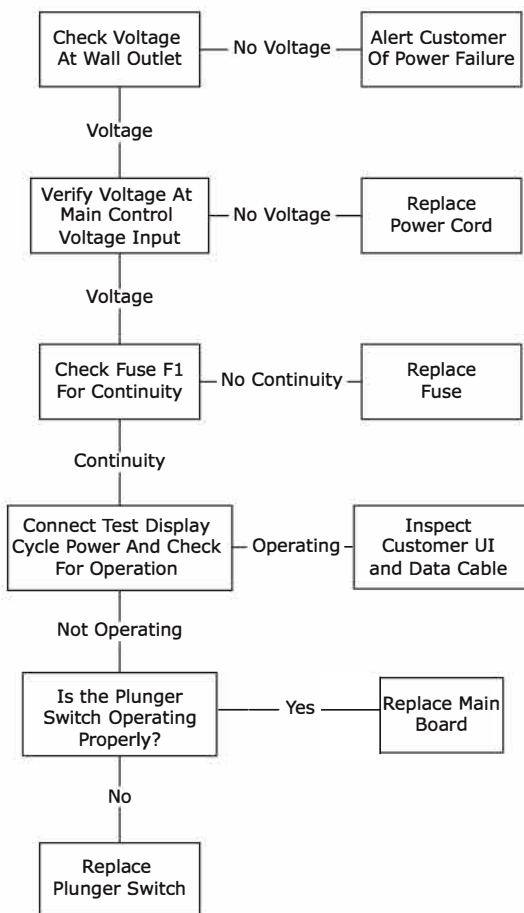 Check Voltage
At Wall Outlet
No Voltage
Alert Customer
Of Power Failure
Voltage
Verify Voltage At
Main Control
Voltage Input
No Voltage
Replace
Power Cord
Voltage
Check Fuse F1
For Continuity
No Continuity
Replace
Fuse
Continuity
Connect Test Display
Cycle Power And Check
For Operation
Operating
Inspect
Customer UI
and Data Cable
Not Operating
Is the Plunger
Switch Operating
Properly?
Yes
Replace Main
Board
No
Replace
Plunger Switch